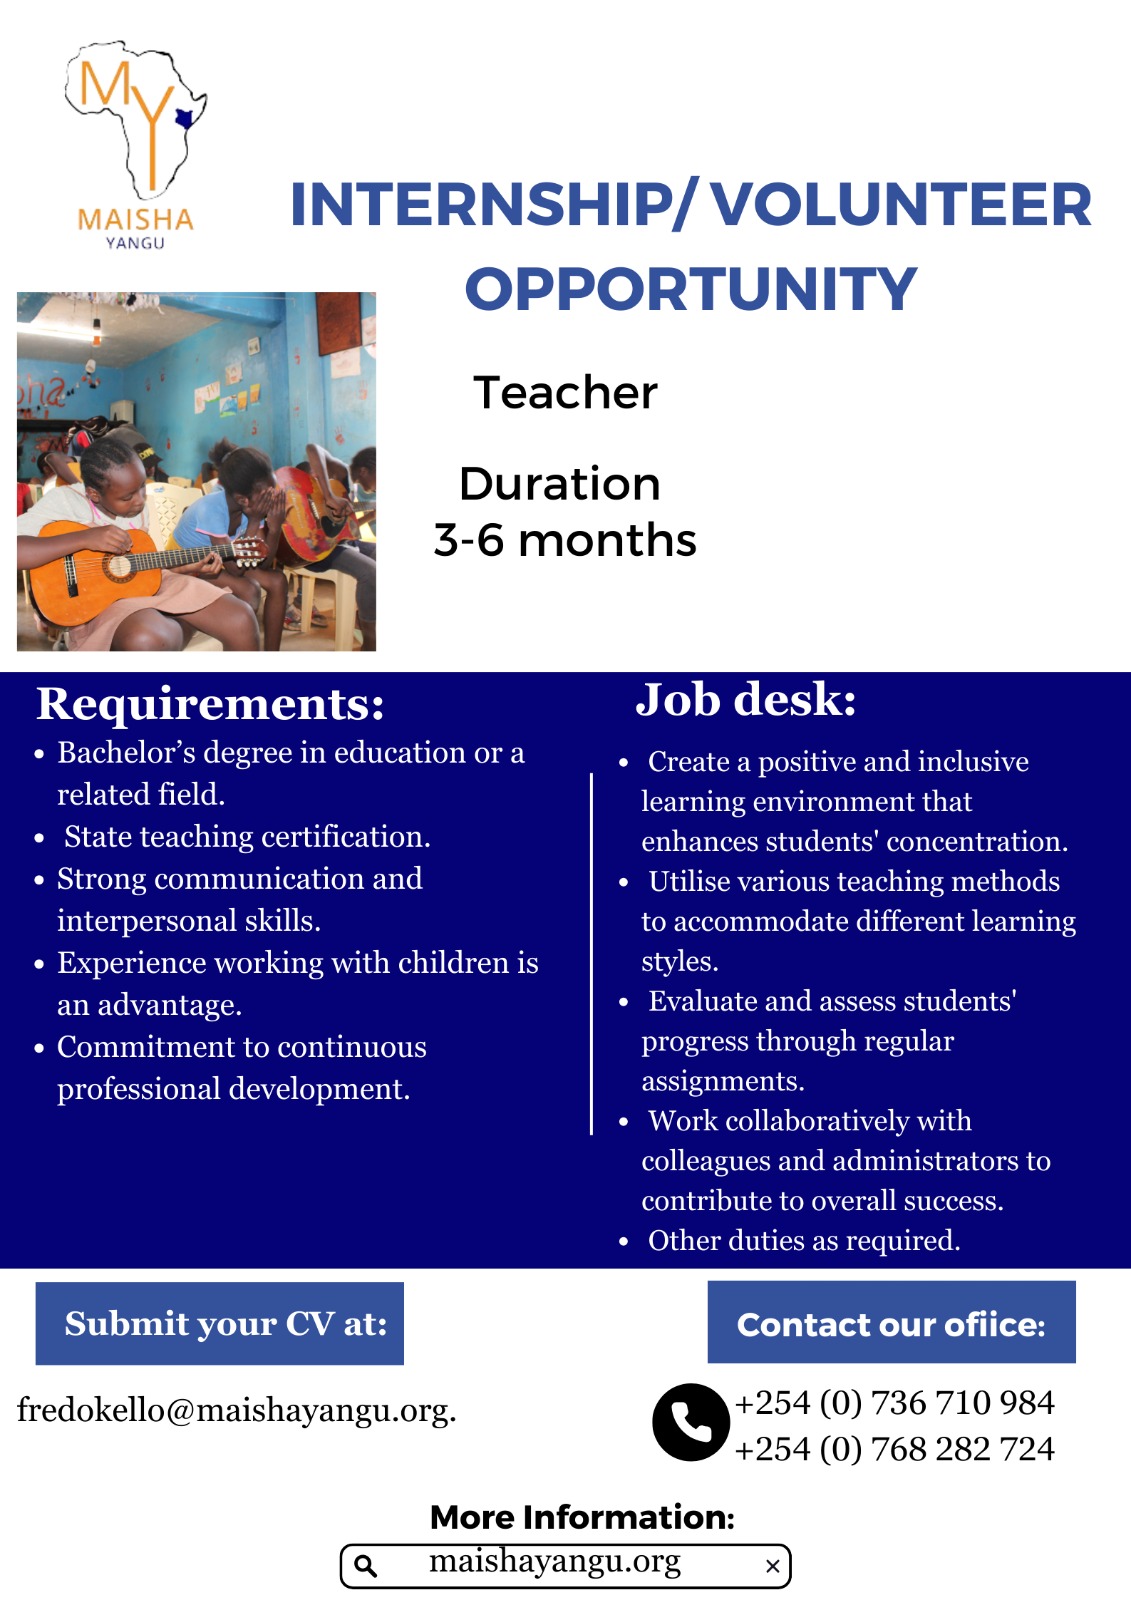 MY
MAISHA
YANGU
INTERNSHIP/ VOLUNTEER
OPPORTUNITY
Teacher
Duration
3-6 months
Requirements:
• Bachelor’s degree in education or a
related field.
• State teaching certification.
• Strong communication and
interpersonal skills.
• Experience working with children is
an advantage.
• Commitment to continuous
professional development.
Job desk:
• Create a positive and inclusive
learning environment that
enhances students' concentration.
• Utilise various teaching methods
to accommodate different learning
styles.
• Evaluate and assess students'
progress through regular
assignments.
• Work collaboratively with
colleagues and administrators to
contribute to overall success.
• Other duties as required.
Submit your CV at:
fredokello@maishayangu.org.
Contact our ofiice:
+254 (0) 736 710 984
+254 (0) 768 282 724
More Information:
maishayangu.org